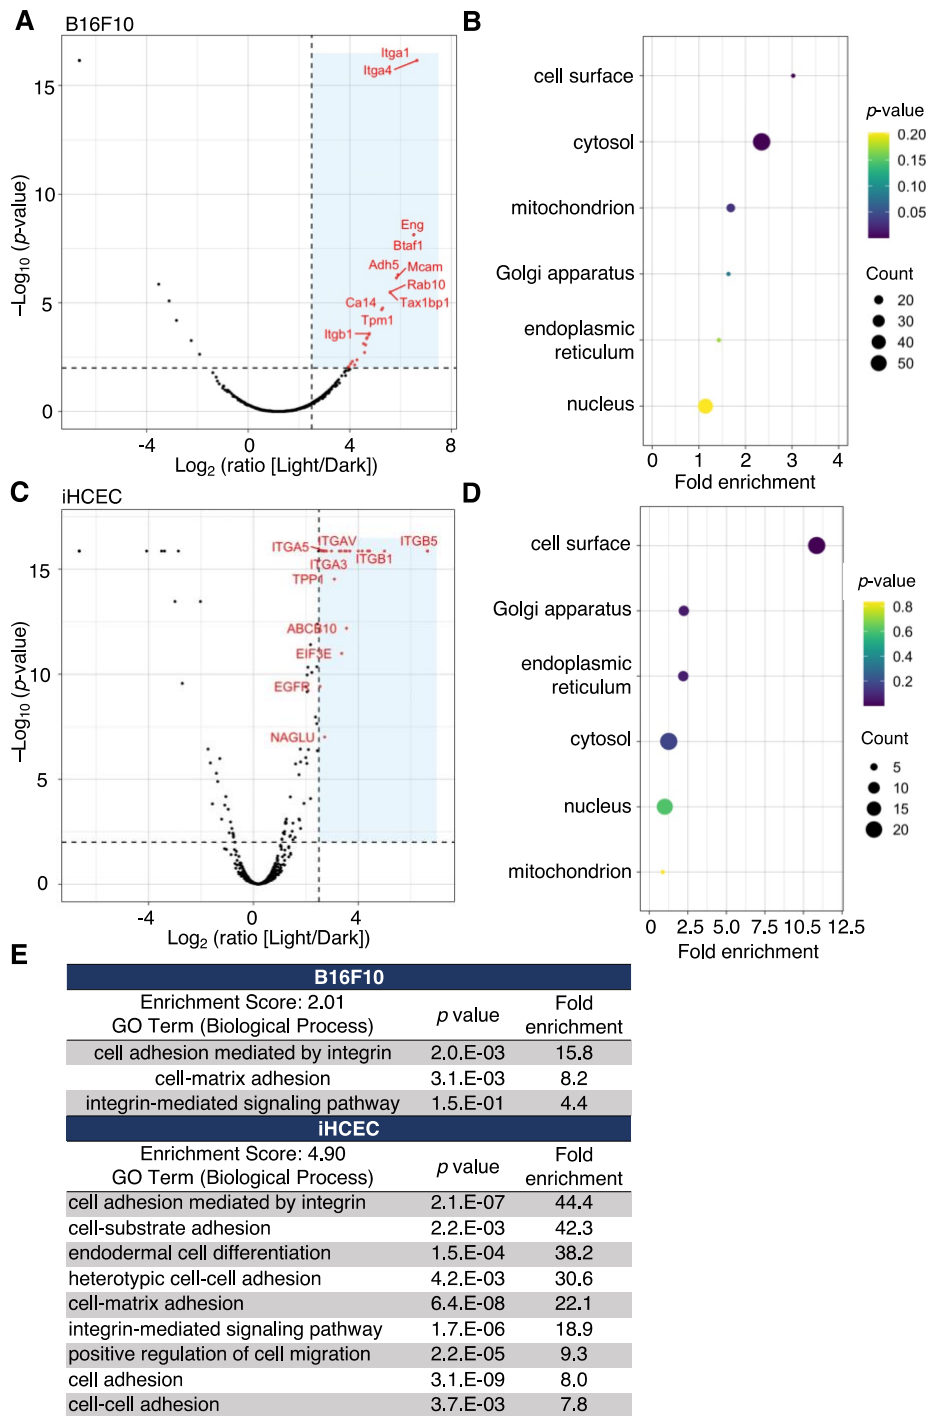 A
B16F10
–Log10 (p-value)
15
10
5
0
Itga1
Itga4
Eng
Btaf1
Adh5
Mcam
Rab10
Ca14
Tax1bp1
Tpm1
Itgb1
-4
0
4
8
Log2 (ratio [Light/Dark])
B
cell surface
cytosol
mitochondrion
Golgi apparatus
endoplasmic
reticulum
nucleus
0 1 2 3 4
Fold enrichment
p-value
0.20
0.15
0.10
0.05
Count
20
30
40
50
C
iHCEC
–Log10 (p-value)
15
10
5
0
ITGA5
ITGAV
ITGB5
ITGA3
ITGB1
TPP1
ABCB10
EIF3E
EGFR
NAGLU
-4
0
4
Log2 (ratio [Light/Dark])
D
cell surface
Golgi apparatus
endoplasmic
reticulum
cytosol
nucleus
mitochondrion
0 2.5 5.0 7.5 10.5 12.5
Fold enrichment
p-value
0.8
0.6
0.4
0.2
Count
5
10
15
20
E
B16F10
Enrichment Score: 2.01
GO Term (Biological Process)
p value
Fold
enrichment
cell adhesion mediated by integrin 2.0.E-03 15.8
cell-matrix adhesion 3.1.E-03 8.2
integrin-mediated signaling pathway 1.5.E-01 4.4
iHCEC
Enrichment Score: 4.90
GO Term (Biological Process)
p value
Fold
enrichment
cell adhesion mediated by integrin 2.1.E-07 44.4
cell-substrate adhesion 2.2.E-03 42.3
endodermal cell differentiation 1.5.E-04 38.2
heterotypic cell-cell adhesion 4.2.E-03 30.6
cell-matrix adhesion 6.4.E-08 22.1
integrin-mediated signaling pathway 1.7.E-06 18.9
positive regulation of cell migration 2.2.E-05 9.3
cell adhesion 3.1.E-09 8.0
cell-cell adhesion 3.7.E-03 7.8